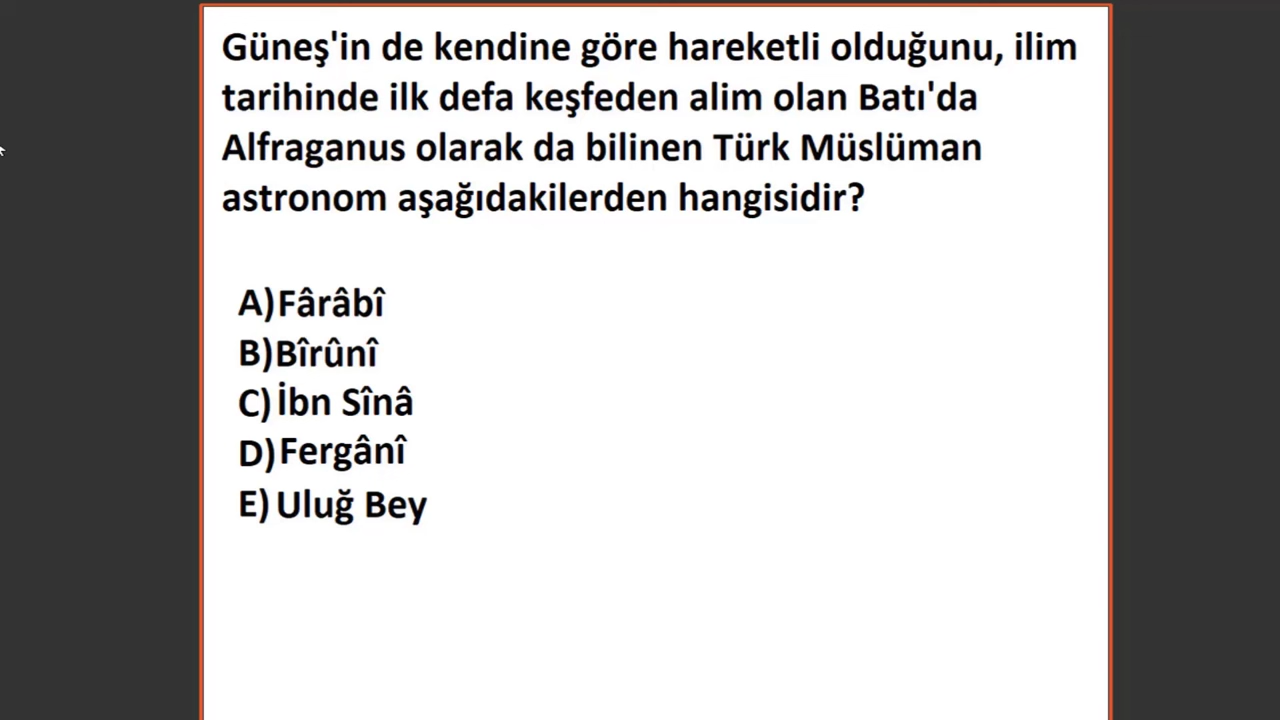 Güneş'in de kendine göre hareketli olduğunu, ilim
tarihinde ilk defa keşfeden alim olan Batı'da
Alfraganus olarak da bilinen Türk Müslüman
astronom aşağıdakilerden hangisidir?
A)Fârâbî
B)Bîrûnî
C)İbn Sînâ
D)Fergânî
E)Uluğ Bey